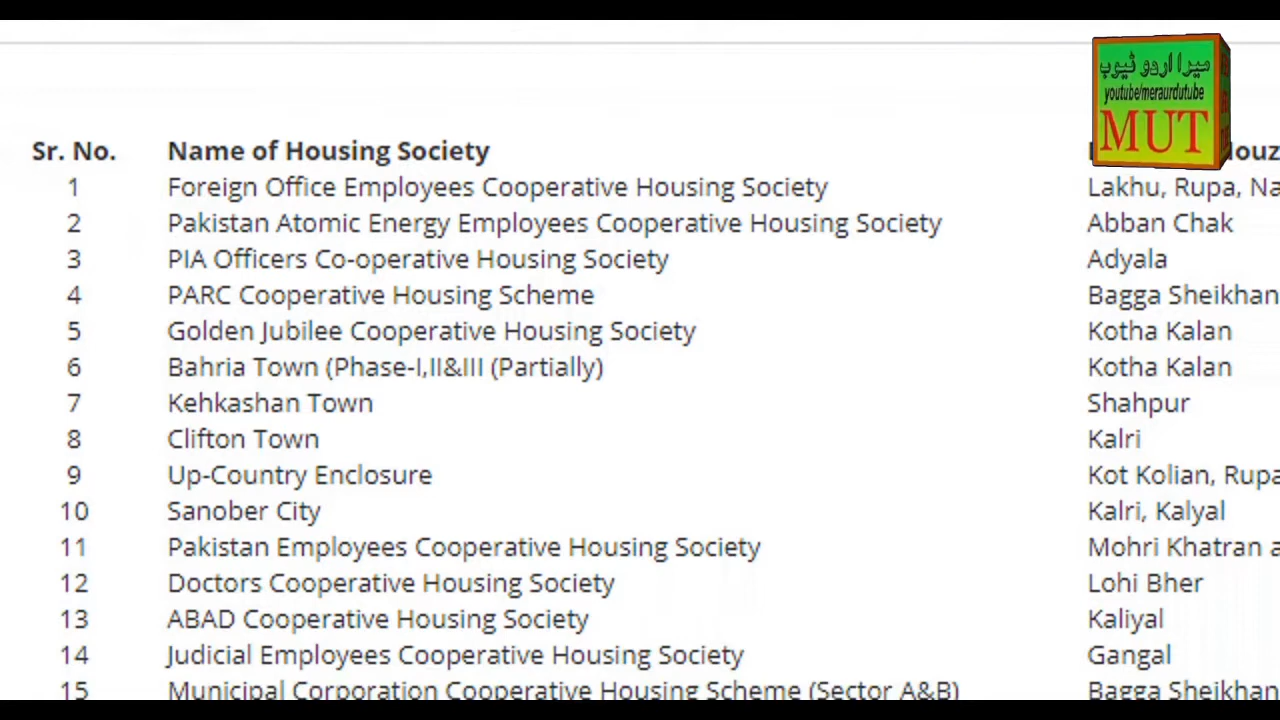 میرا اردو ٹیوب
youtube/meraurdutube
MUT
Sr. No. Name of Housing Society
1 Foreign Office Employees Cooperative Housing Society Lakhu, Rupa,
2 Pakistan Atomic Energy Employees Cooperative Housing Society Abban Chak
3 PIA Officers Co-operative Housing Society Adyala
4 PARC Cooperative Housing Scheme Bagga Sheikhan
5 Golden Jubilee Cooperative Housing Society Kotha Kalan
6 Bahria Town (Phase-I,II&III (Partially) Kotha Kalan
7 Kehkashan Town Shahpur
8 Clifton Town Kalri
9 Up-Country Enclosure Kot Kolian, Rupa
10 Sanober City Kalri, Kalyal
11 Pakistan Employees Cooperative Housing Society Mohri Khatran
12 Doctors Cooperative Housing Society Lohi Bher
13 ABAD Cooperative Housing Society Kaliyal
14 Judicial Employees Cooperative Housing Society Gangal
15 Municipal Corporation Cooperative Housing Scheme (Sector A&B) Bagga Sheikhan